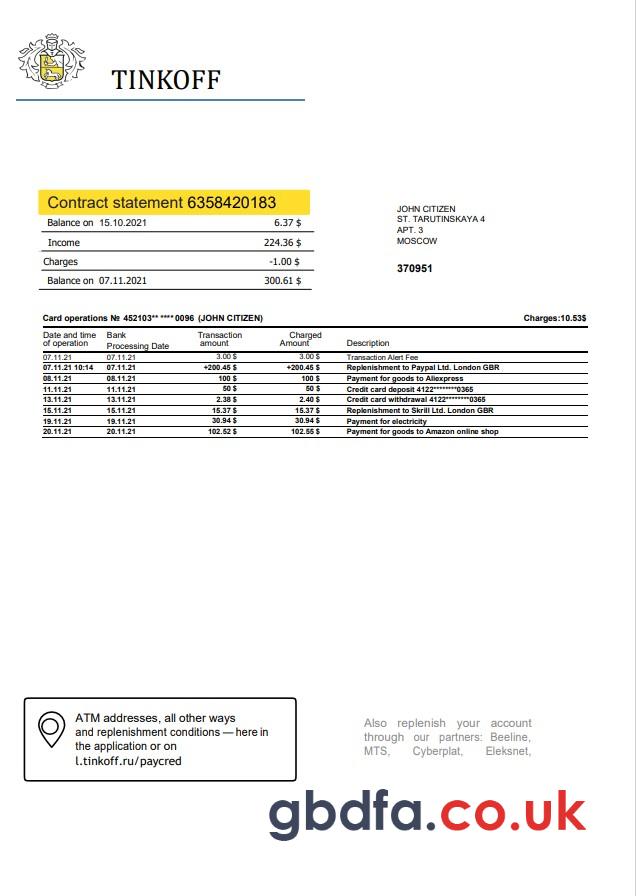 TINKOFF
Contract statement 6358420183
Balance on 15.10.2021 6.37 $
Income 224.36 $
Charges -1.00 $
Balance on 07.11.2021 300.61 $
JOHN CITIZEN
ST. TARUTINSKAYA 4
APT. 3
MOSCOW
370951
Card operations № 452103** **** 0096 (JOHN CITIZEN) Charges:10.53$
Date and time of operation Bank Processing Date Transaction amount Charged Amount Description
07.11.21 07.11.21 3.00 $ 3.00 $ Transaction Alert Fee
07.11.21 10:14 07.11.21 +200.45 $ +200.45 $ Replenishment to Paypal Ltd. London GBR
08.11.21 08.11.21 100 $ 100 $ Payment for goods to Aliexpress
11.11.21 11.11.21 50 $ 50 $ Credit card deposit 4122********0365
13.11.21 13.11.21 2.38 $ 2.40 $ Credit card withdrawal 4122********0365
15.11.21 15.11.21 15.37 $ 15.37 $ Replenishment to Skrill Ltd. London GBR
19.11.21 19.11.21 30.94 $ 30.94 $ Payment for electricity
20.11.21 20.11.21 102.52 $ 102.55 $ Payment for goods to Amazon online shop
ATM addresses, all other ways
and replenishment conditions — here in
the application or on
l.tinkoff.ru/paycred
Also replenish your account
through our partners: Beeline,
MTS, Cyberplat, Eleksnet,
gbdfa.co.uk